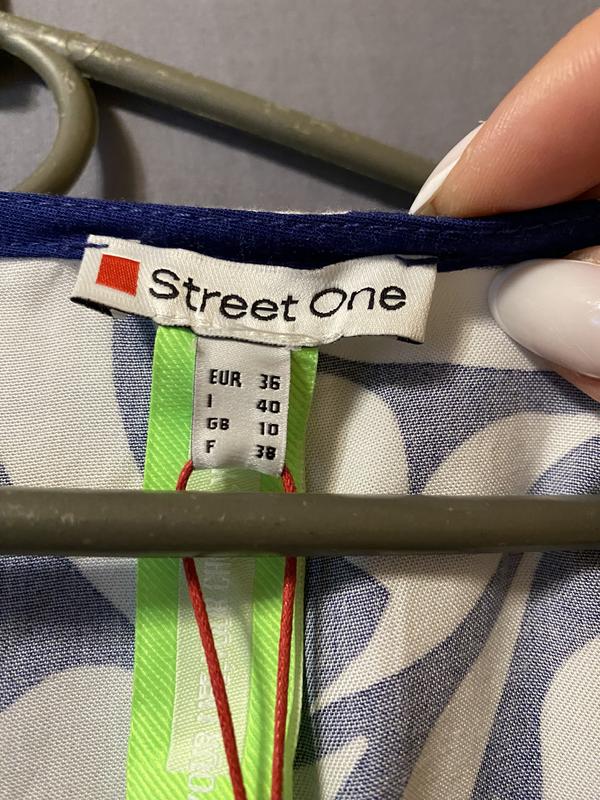 Street One
EUR 36
I 40
GB 10
F 38